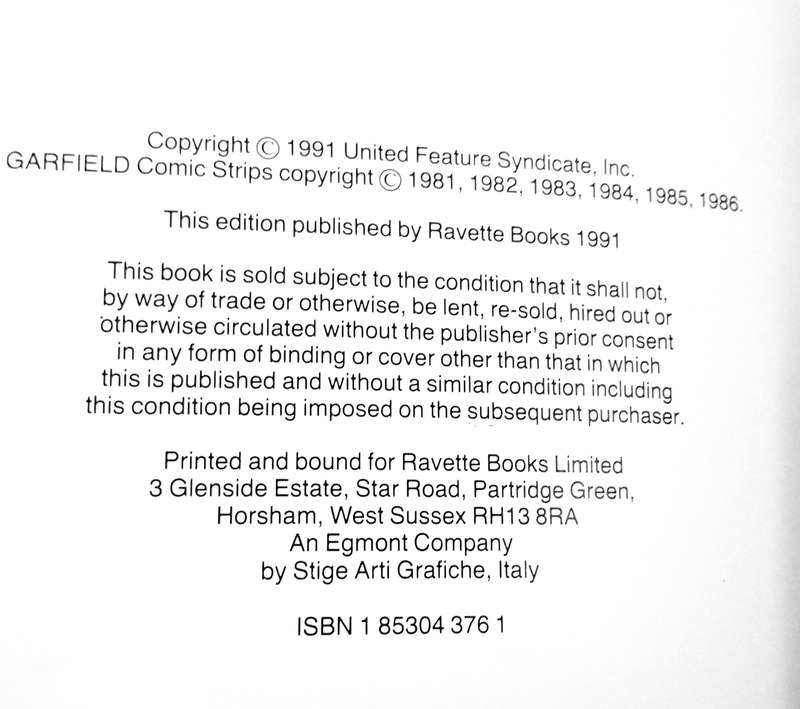 Copyright © 1991 United Feature Syndicate, Inc.
GARFIELD Comic Strips copyright © 1981, 1982, 1983, 1984, 1985, 1986.
This edition published by Ravette Books 1991
This book is sold subject to the condition that it shall not,
by way of trade or otherwise, be lent, re-sold, hired out or
otherwise circulated without the publisher's prior consent
in any form of binding or cover other than that in which
this is published and without a similar condition including
this condition being imposed on the subsequent purchaser.
Printed and bound for Ravette Books Limited
3 Glenside Estate, Star Road, Partridge Green,
Horsham, West Sussex RH13 8RA
An Egmont Company
by Stige Arti Grafiche, Italy
ISBN 1 85304 376 1